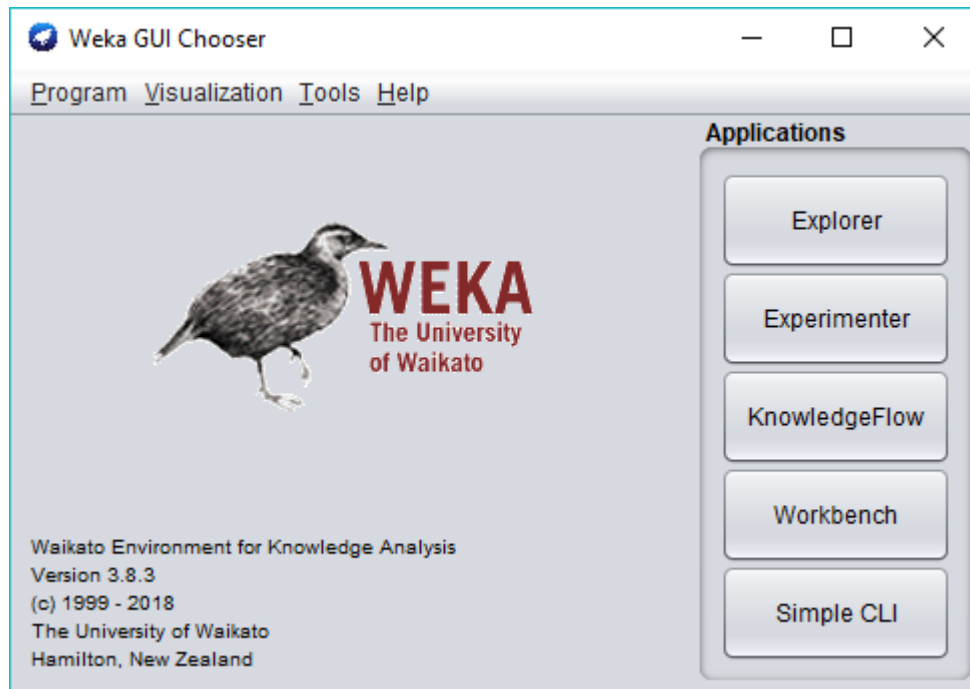 Weka GUI Chooser
Program Visualization Tools Help
Applications
Explorer
Experimenter
KnowledgeFlow
Workbench
Simple CLI
WEKA
The University
of Waikato
Waikato Environment for Knowledge Analysis
Version 3.8.3
(c) 1999 - 2018
The University of Waikato
Hamilton, New Zealand